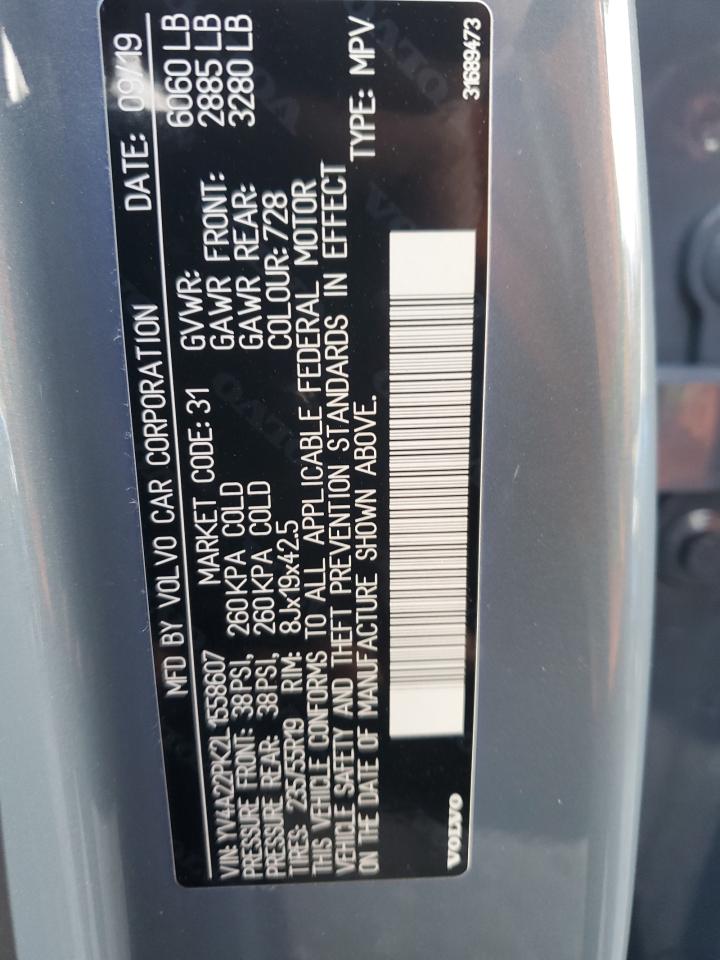 MFD BY VOLVO CAR CORPORATION DATE: 09/19
VIN: YV4A22PK2L1558607 MARKET CODE: 31 GVWR: 6060 LB
PRESSURE FRONT: 38PSI, 260KPA COLD GAWR FRONT: 2885 LB
PRESSURE REAR: 38PSI, 260KPA COLD GAWR REAR: 3280 LB
TIRES: 235/55R19 RIM: 8Jx19x42.5 COLOUR: 728
THIS VEHICLE CONFORMS TO ALL APPLICABLE FEDERAL MOTOR
VEHICLE SAFETY AND THEFT PREVENTION STANDARDS IN EFFECT
ON THE DATE OF MANUFACTURE SHOWN ABOVE. TYPE: MPV
VOLVO 31689473